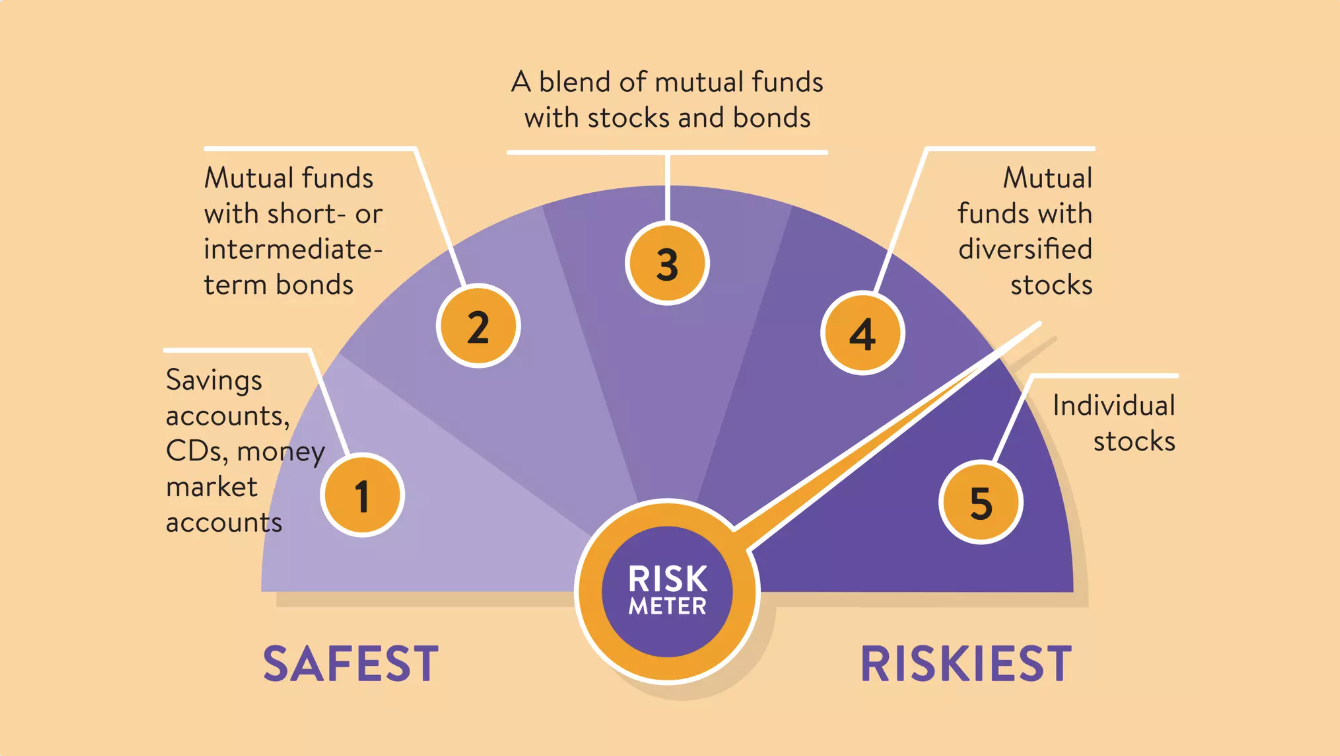 A blend of mutual funds
with stocks and bonds
Mutual funds
with short- or
intermediate-
term bonds
Mutual
funds with
diversified
stocks
Savings
accounts,
CDs, money
market
accounts
Individual
stocks
1
2
3
4
5
RISK
METER
SAFEST
RISKIEST